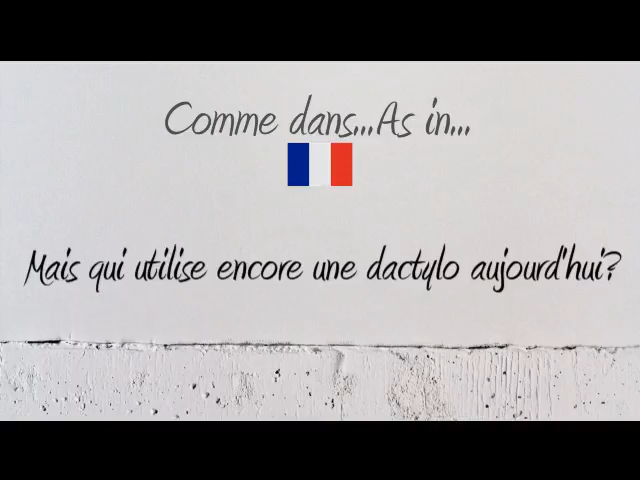 Comme dans...As in...
Mais qui utilise encore une dactylo aujourd'hui?